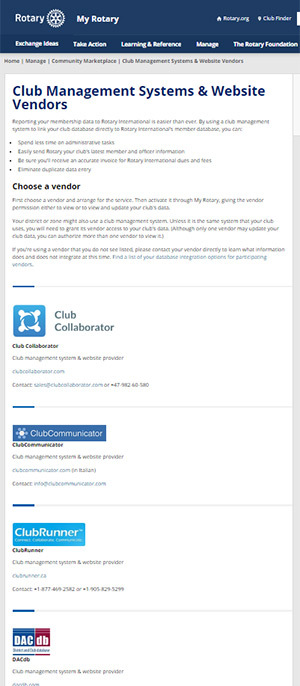 Rotary
My Rotary
Rotary.org
Club Finder
Exchange Ideas Take Action Learning & Reference Manage The Rotary Foundation
Home | Manage | Community Marketplace | Club Management Systems & Website Vendors
Club Management Systems & Website
Vendors
Reporting your membership data to Rotary International is easier than ever. By using a club management
system to link your club database directly to Rotary International's member database, you can:
Spend less time on administrative tasks
Easily send Rotary your club's latest member and officer information
Be sure you'll receive an accurate invoice for Rotary International dues and fees
Eliminate duplicate data entry
Choose a vendor
First choose a vendor and arrange for the service. Then activate it through My Rotary, giving the vendor
permission either to view or to view and update your club's data.
Your district or zone might also use a club management system. Unless it is the same system that your club
uses, you will need to grant its vendor access to your club's data. (Although only one vendor may update your
club data, you can authorize more than one vendor to view it.)
If you're using a vendor that you do not see listed, please contact your vendor directly to learn what information
does and does not integrate at this time. Find a list of your database integration options for participating
vendors.
Club
Collaborator
Club Collaborator
Club management system & website provider
clubcollaborator.com
Contact: sales@clubcollaborator.com or +47-982-60-580
ClubCommunicator
ClubCommunicator
Club management system & website provider
clubcommunicator.com (in Italian)
Contact: info@clubcommunicator.com
ClubRunner
Connect. Collaborate. Communicate.
ClubRunner
Club management system & website provider
clubrunner.ca
Contact: +1-877-469-2582 or +1-905-829-5299
DAC db
District and Club Database
DACdb
Club management system & website provider
dacdb.com